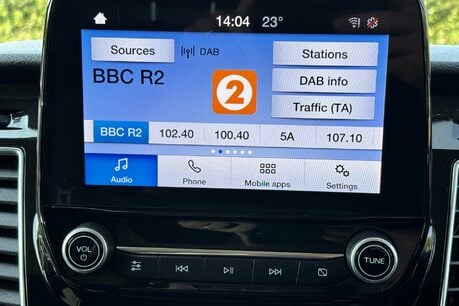 14:04 23°
Sources DAB Stations
BBC R2 2 DAB info
Traffic (TA)
BBC R2 102.40 100.40 5A 107.10
Audio Phone Mobile apps Settings
VOL TUNE